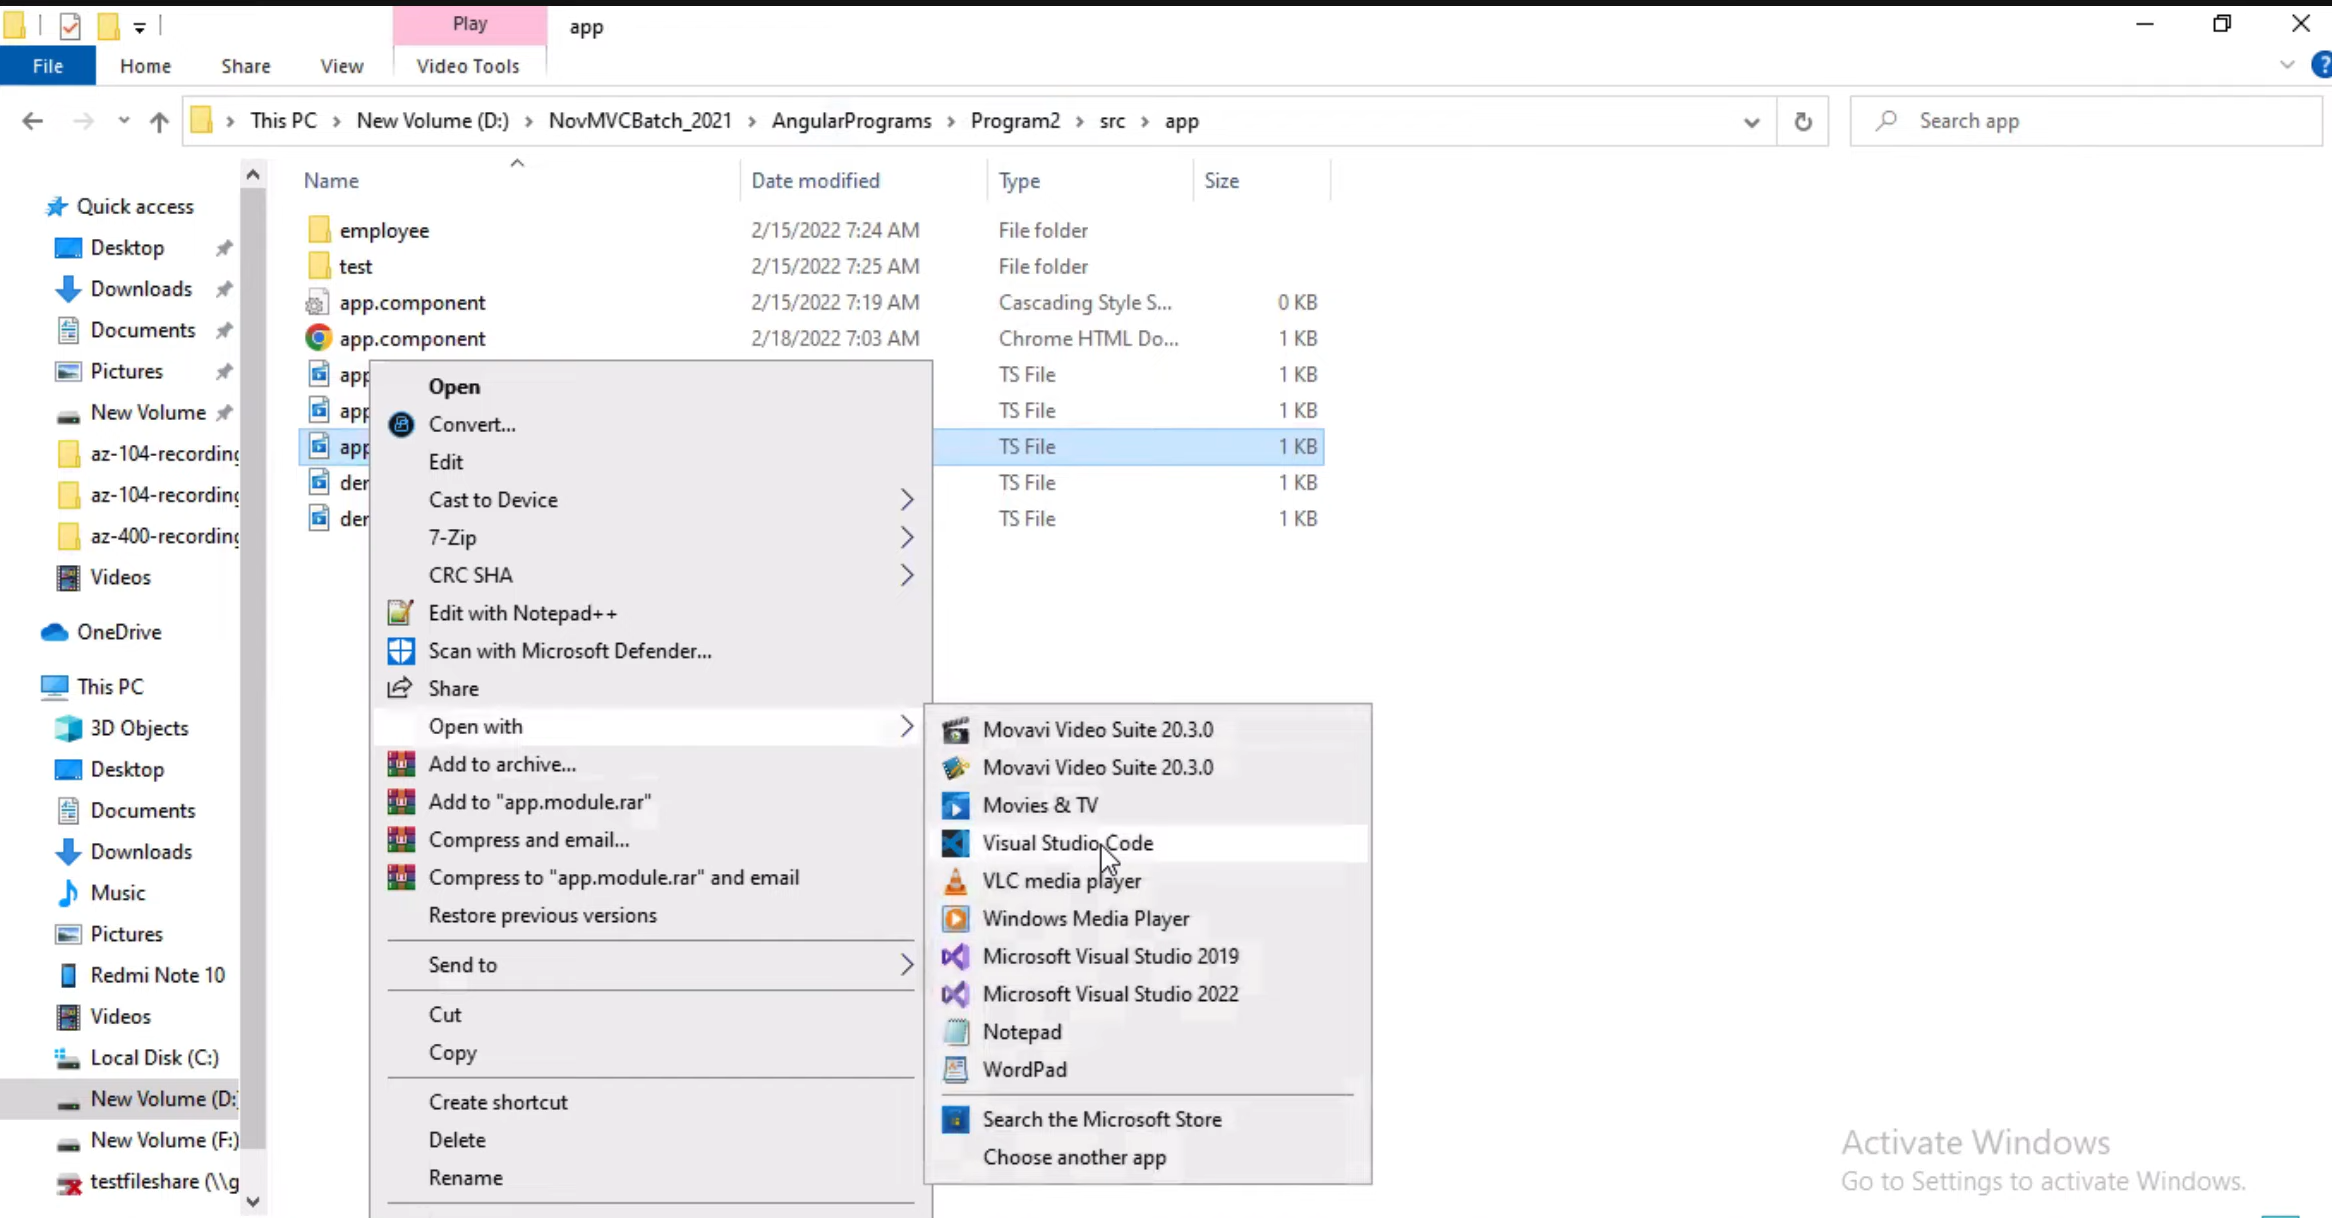 Play
app
File
Home
Share
View
Video Tools
This PC
New Volume (D:)
NovMVCBatch_2021
AngularPrograms
Program2
src
app
Search app
Name
Date modified
Type
Size
Quick access
Desktop
Downloads
Documents
Pictures
New Volume
az-104-recording
az-104-recording
az-400-recording
Videos
OneDrive
This PC
3D Objects
Desktop
Documents
Downloads
Music
Pictures
Redmi Note 10
Videos
Local Disk (C:)
New Volume (D:
New Volume (F:)
testfileshare (\\g
employee 2/15/2022 7:24 AM File folder
test 2/15/2022 7:25 AM File folder
app.component 2/15/2022 7:19 AM Cascading Style S... 0 KB
app.component 2/18/2022 7:03 AM Chrome HTML Do... 1 KB
app TS File 1 KB
app TS File 1 KB
app TS File 1 KB
der TS File 1 KB
der TS File 1 KB
Open
Convert...
Edit
Cast to Device
7-Zip
CRC SHA
Edit with Notepad++
Scan with Microsoft Defender...
Share
Open with
Add to archive...
Add to "app.module.rar"
Compress and email...
Compress to "app.module.rar" and email
Restore previous versions
Send to
Cut
Copy
Create shortcut
Delete
Rename
Movavi Video Suite 20.3.0
Movavi Video Suite 20.3.0
Movies & TV
Visual Studio Code
VLC media player
Windows Media Player
Microsoft Visual Studio 2019
Microsoft Visual Studio 2022
Notepad
WordPad
Search the Microsoft Store
Choose another app
Activate Windows
Go to Settings to activate Windows.